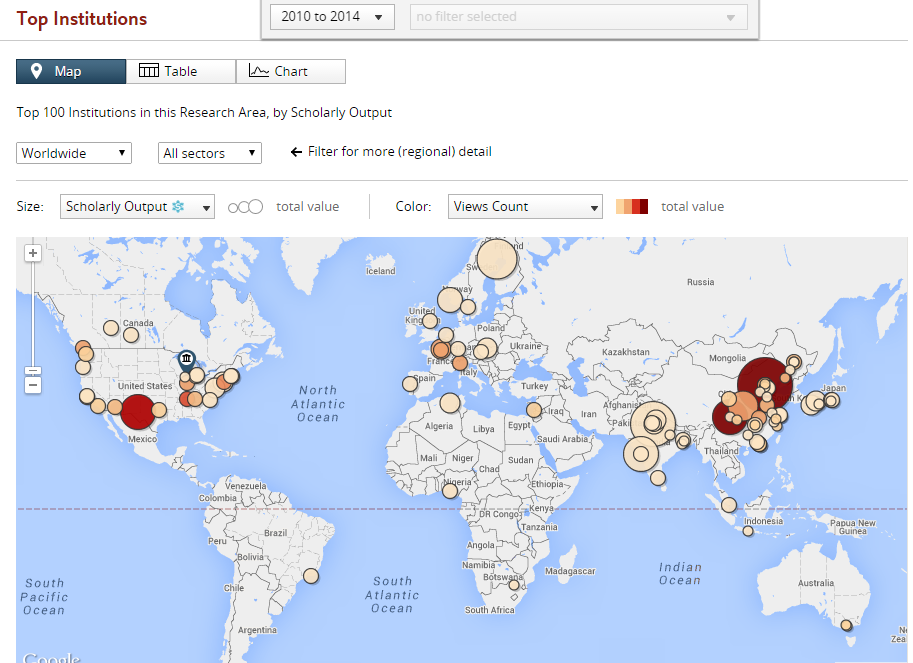 Top Institutions
2010 to 2014
no filter selected
Map
Table
Chart
Top 100 Institutions in this Research Area, by Scholarly Output
Worldwide
All sectors
Filter for more (regional) detail
Size:
Scholarly Output
total value
Color:
Views Count
total value
Iceland
Russia
Canada
United
Poland
Ukraine
Kazakhstan
Mongolia
United States
Spain
Italy
Turkey
Japan
North
Atlantic
Ocean
Iraq
Iran
Algeria
Libya
Egypt
Saudi Arabia
Mexico
Thailand
Mali
Niger
Chad
Sudan
Nigeria
Ethiopia
Venezuela
Colombia
DR Congo
Kenya
Tanzania
Indonesia
Papua New
Guinea
Brazil
Peru
Bolivia
Angola
Namibia
Botswana
Madagascar
Indian
Ocean
South
Pacific
Ocean
Chile
South
Atlantic
Ocean
South Africa
Australia
Argentina
Google